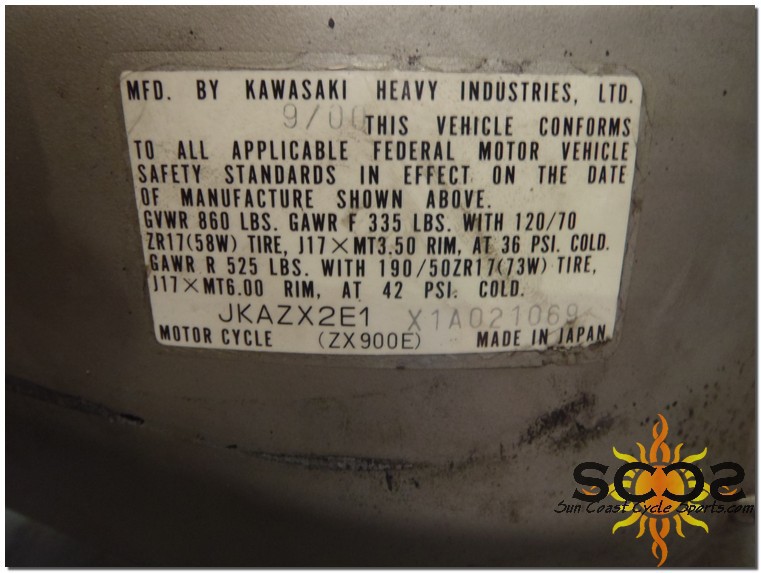 MFD. BY KAWASAKI HEAVY INDUSTRIES, LTD.
9/00 THIS VEHICLE CONFORMS
TO ALL APPLICABLE FEDERAL MOTOR VEHICLE
SAFETY STANDARDS IN EFFECT ON THE DATE
OF MANUFACTURE SHOWN ABOVE.
GVWR 860 LBS. GAWR F 335 LBS. WITH 120/70
ZR17(58W) TIRE, J17×MT3.50 RIM, AT 36 PSI. COLD.
GAWR R 525 LBS. WITH 190/50ZR17(73W) TIRE,
J17×MT6.00 RIM, AT 42 PSI. COLD.
JKAZX2E1 X1A021069
MOTOR CYCLE (ZX900E) MADE IN JAPAN
SCCS
Sun Coast Cycle Sports.com